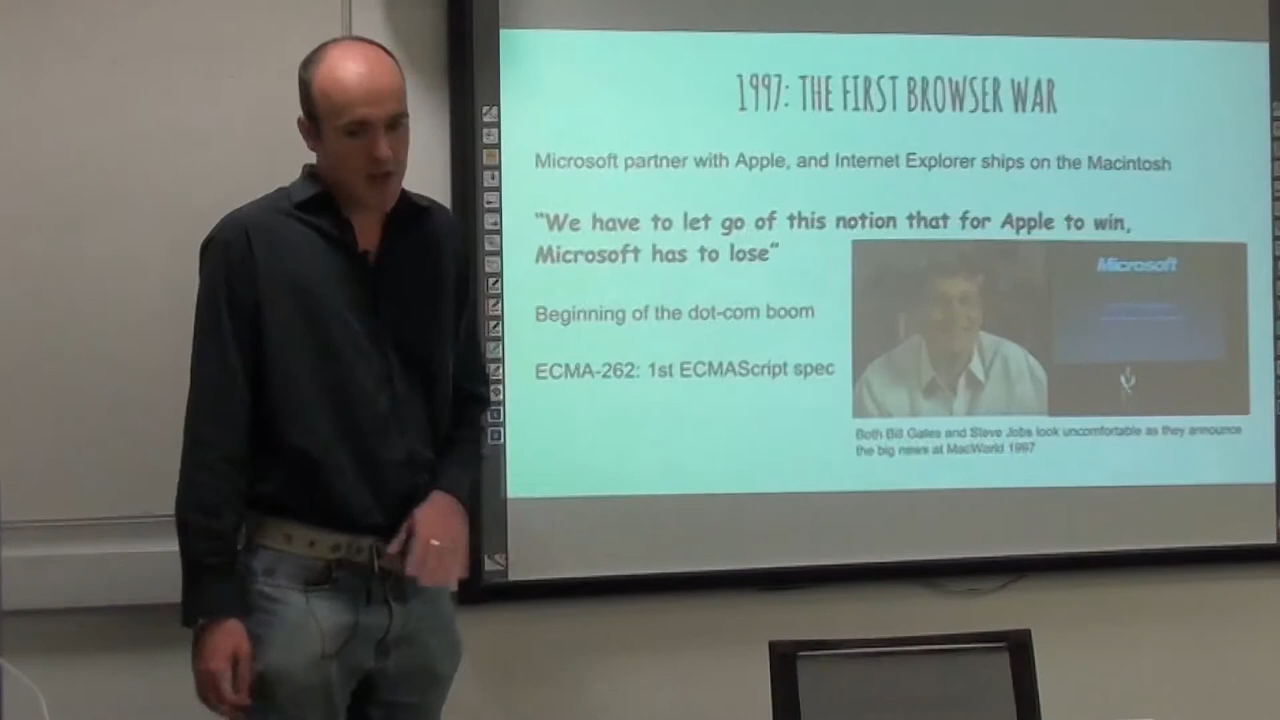 1997: THE FIRST BROWSER WAR
Microsoft partner with Apple, and Internet Explorer ships on the Macintosh
"We have to let go of this notion that for Apple to win,
Microsoft has to lose"
Microsoft
Beginning of the dot-com boom
ECMA-262: 1st ECMAScript spec
Both Bill Gates and Steve Jobs look uncomfortable as they announce
the big news at MacWorld 1997